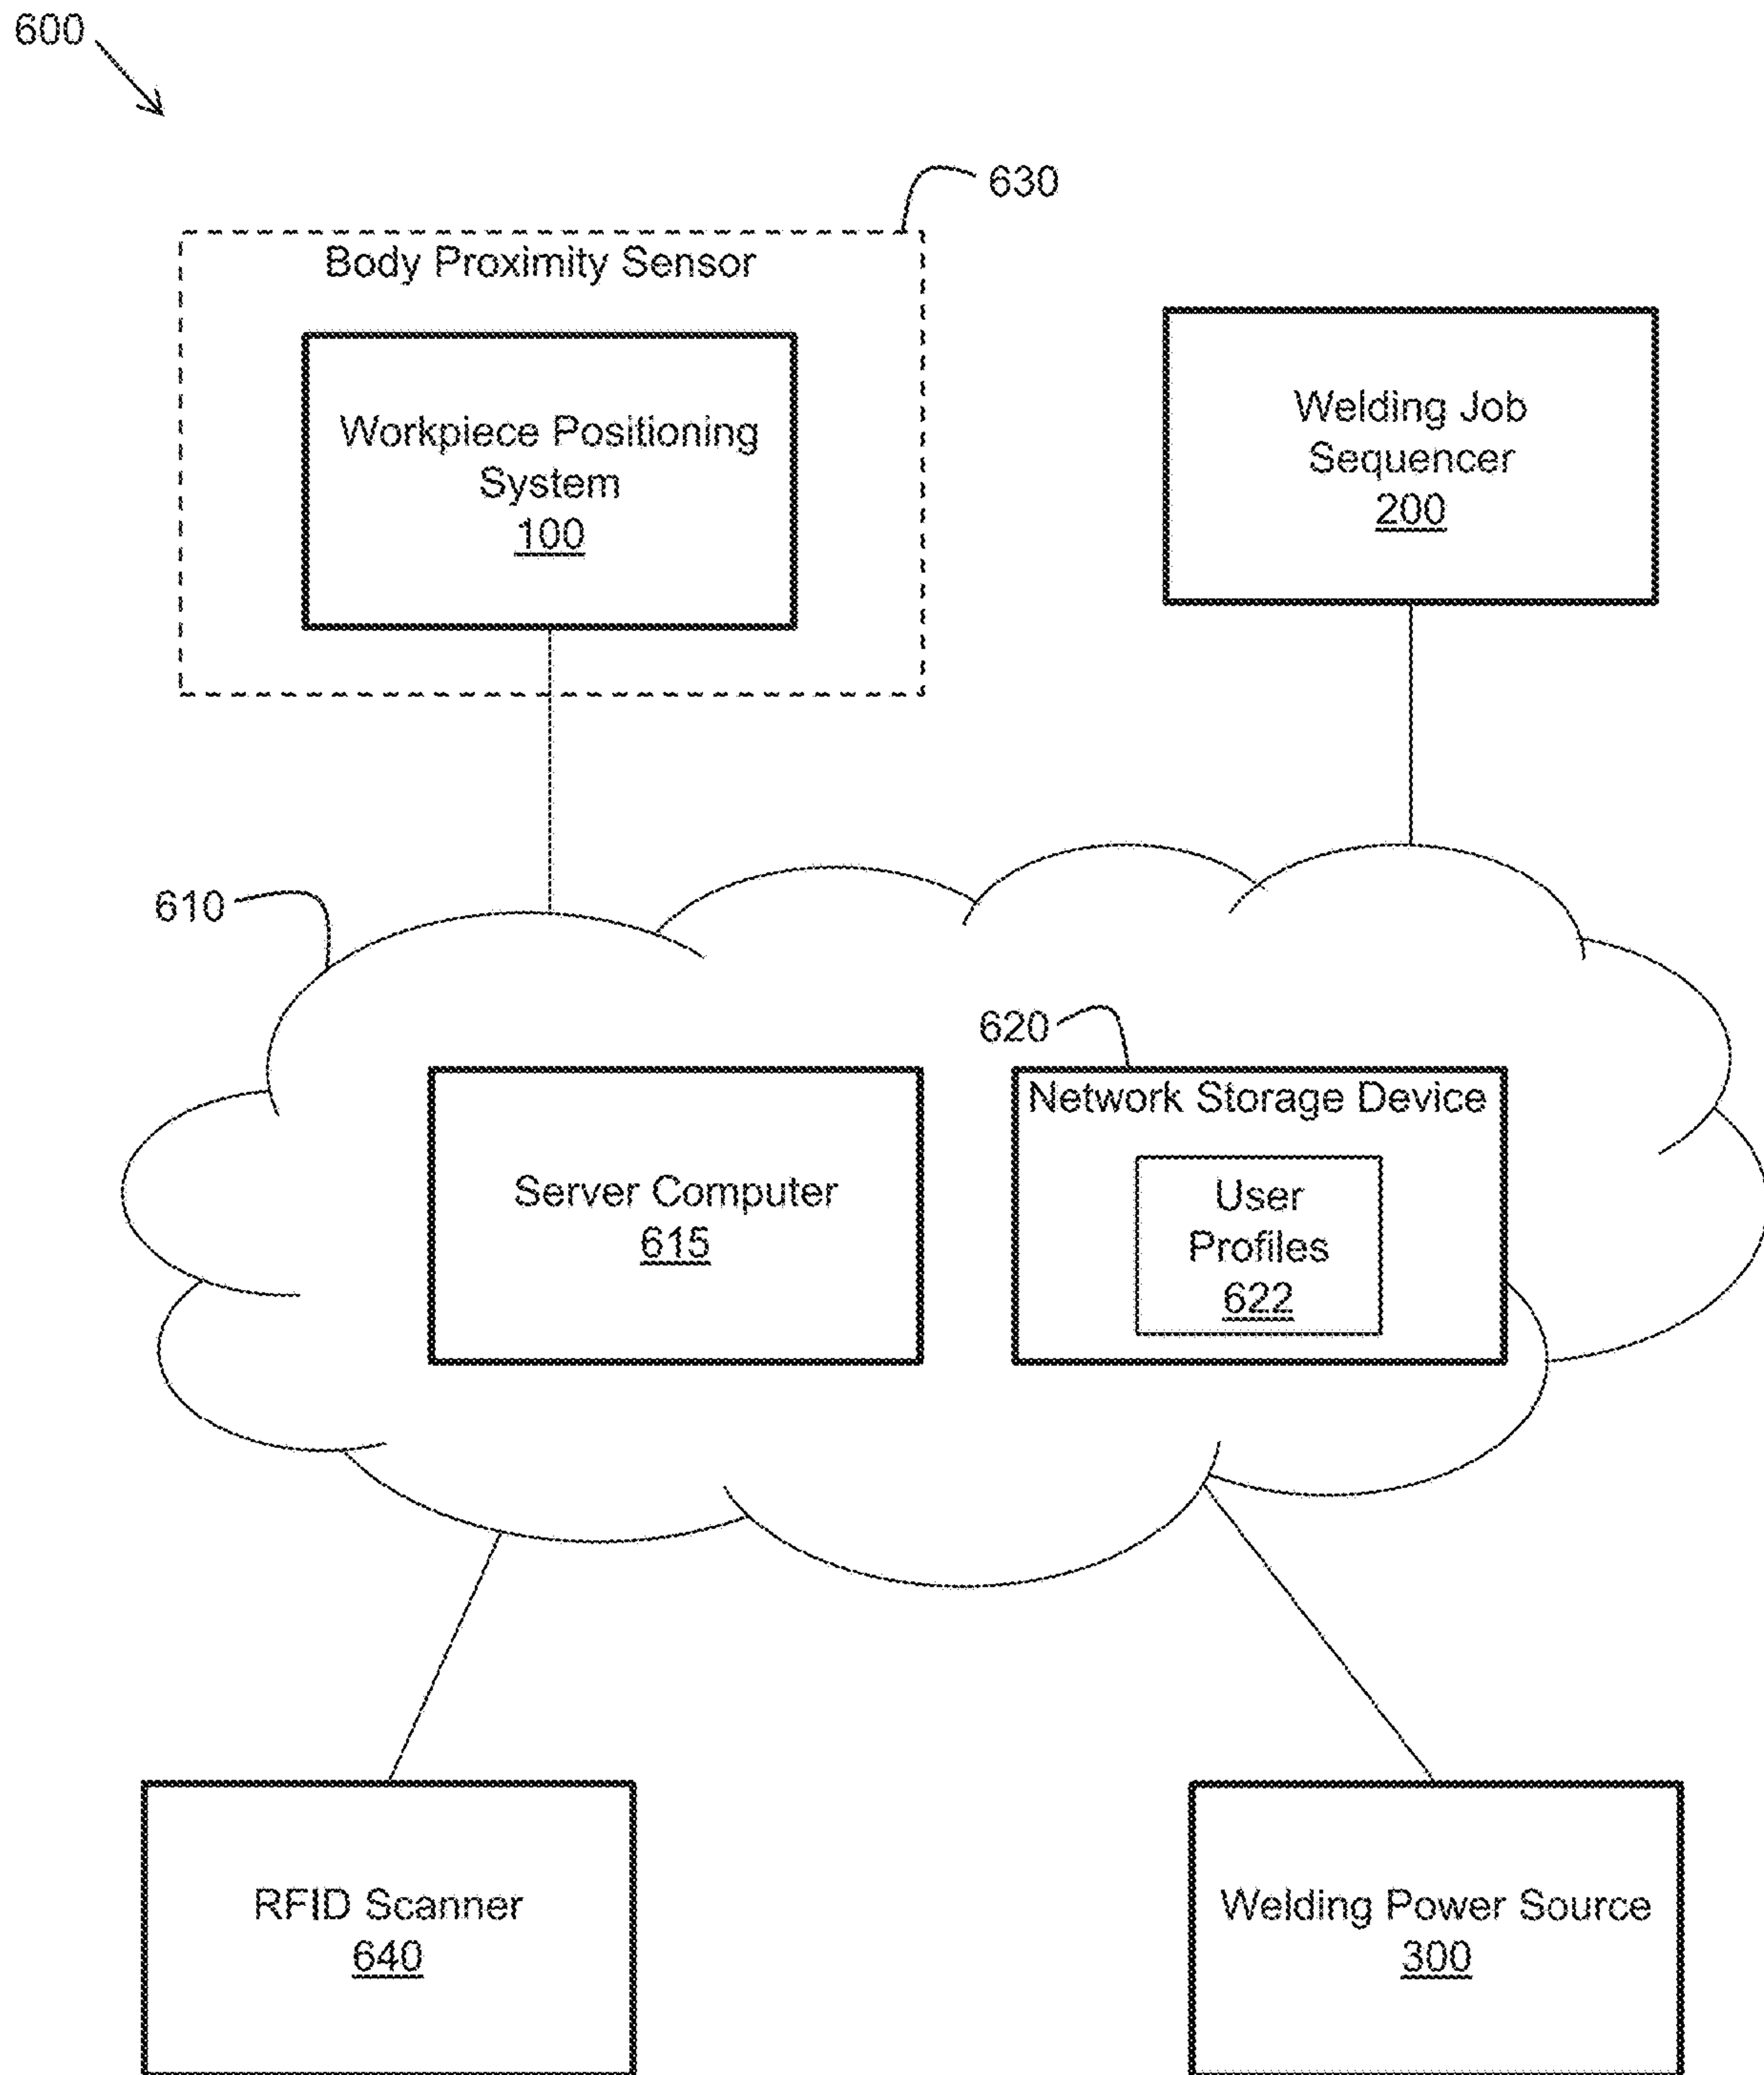 600
630
Body Proximity Sensor
Workpiece Positioning
System
100
Welding Job
Sequencer
200
610
620
Network Storage Device
Server Computer
615
User
Profiles
622
RFID Scanner
640
Welding Power Source
300